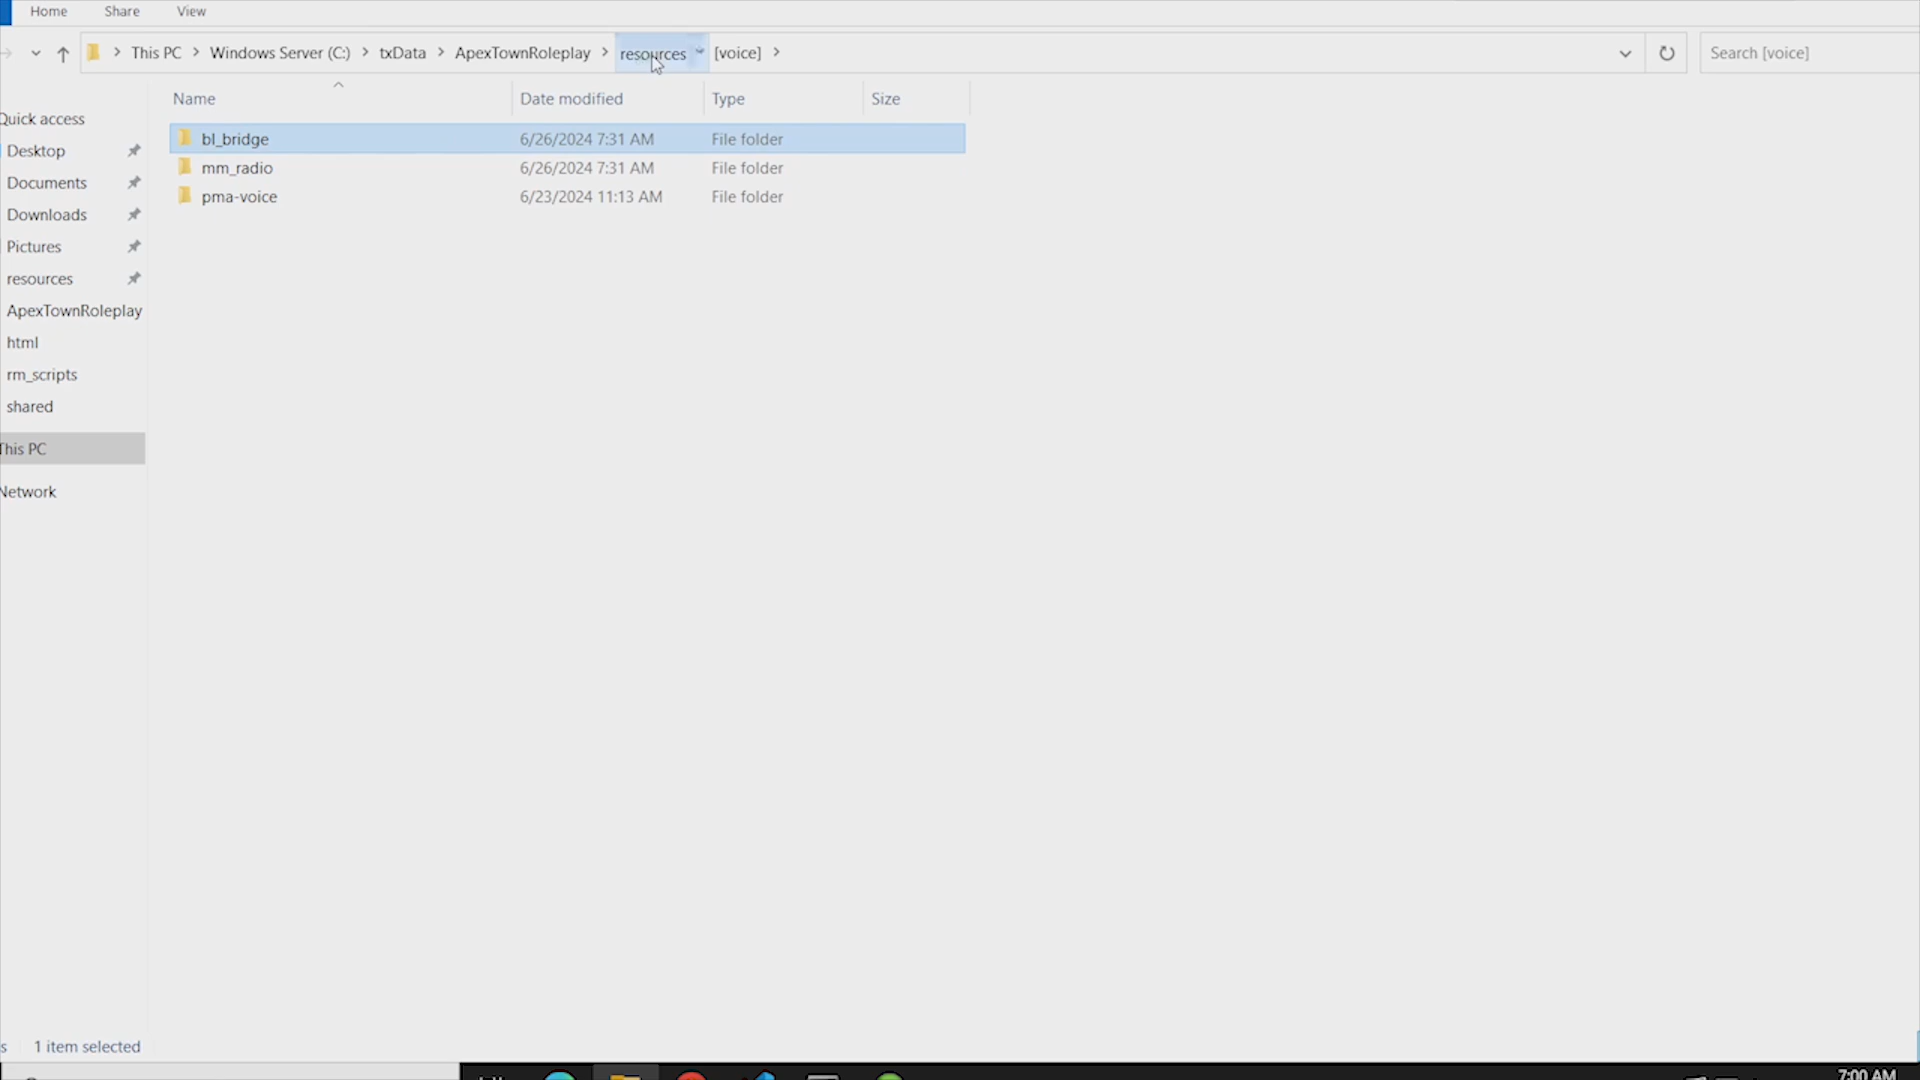 Home Share View
This PC Windows Server (C:) txData ApexTownRoleplay resources [voice] Search [voice]
Name Date modified Type Size
Quick access
bl_bridge 6/26/2024 7:31 AM File folder
Desktop
mm_radio 6/26/2024 7:31 AM File folder
Documents
pma-voice 6/23/2024 11:13 AM File folder
Downloads
Pictures
resources
ApexTownRoleplay
html
rm_scripts
shared
This PC
Network
s 1 item selected
7:00 AM